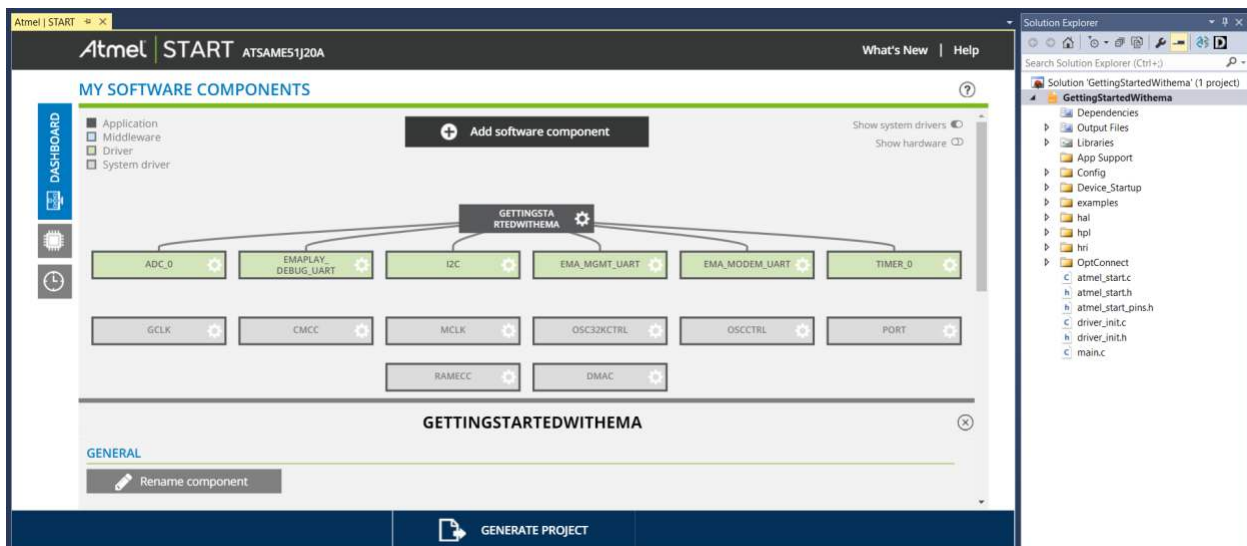 Atmel | START
Atmel START ATSAME51J20A
What's New | Help
MY SOFTWARE COMPONENTS
?
DASHBOARD
Application
Middleware
Driver
System driver
Add software component
Show system drivers
Show hardware
GETTINGSTA
RTEDWITHEMA
ADC_0
EMAPLAY_
DEBUG_UART
I2C
EMA_MGMT_UART
EMA_MODEM_UART
TIMER_0
GCLK
CMCC
MCLK
OSC32KCTRL
OSCCTRL
PORT
RAMECC
DMAC
GETTINGSTARTEDWITHEMA
GENERAL
Rename component
GENERATE PROJECT
Solution Explorer
Search Solution Explorer (Ctrl+;)
Solution 'GettingStartedWithema' (1 project)
GettingStartedWithema
Dependencies
Output Files
Libraries
App Support
Config
Device_Startup
examples
hal
hpl
hri
OptConnect
c atmel_start.c
h atmel_start.h
h atmel_start_pins.h
c driver_init.c
h driver_init.h
c main.c